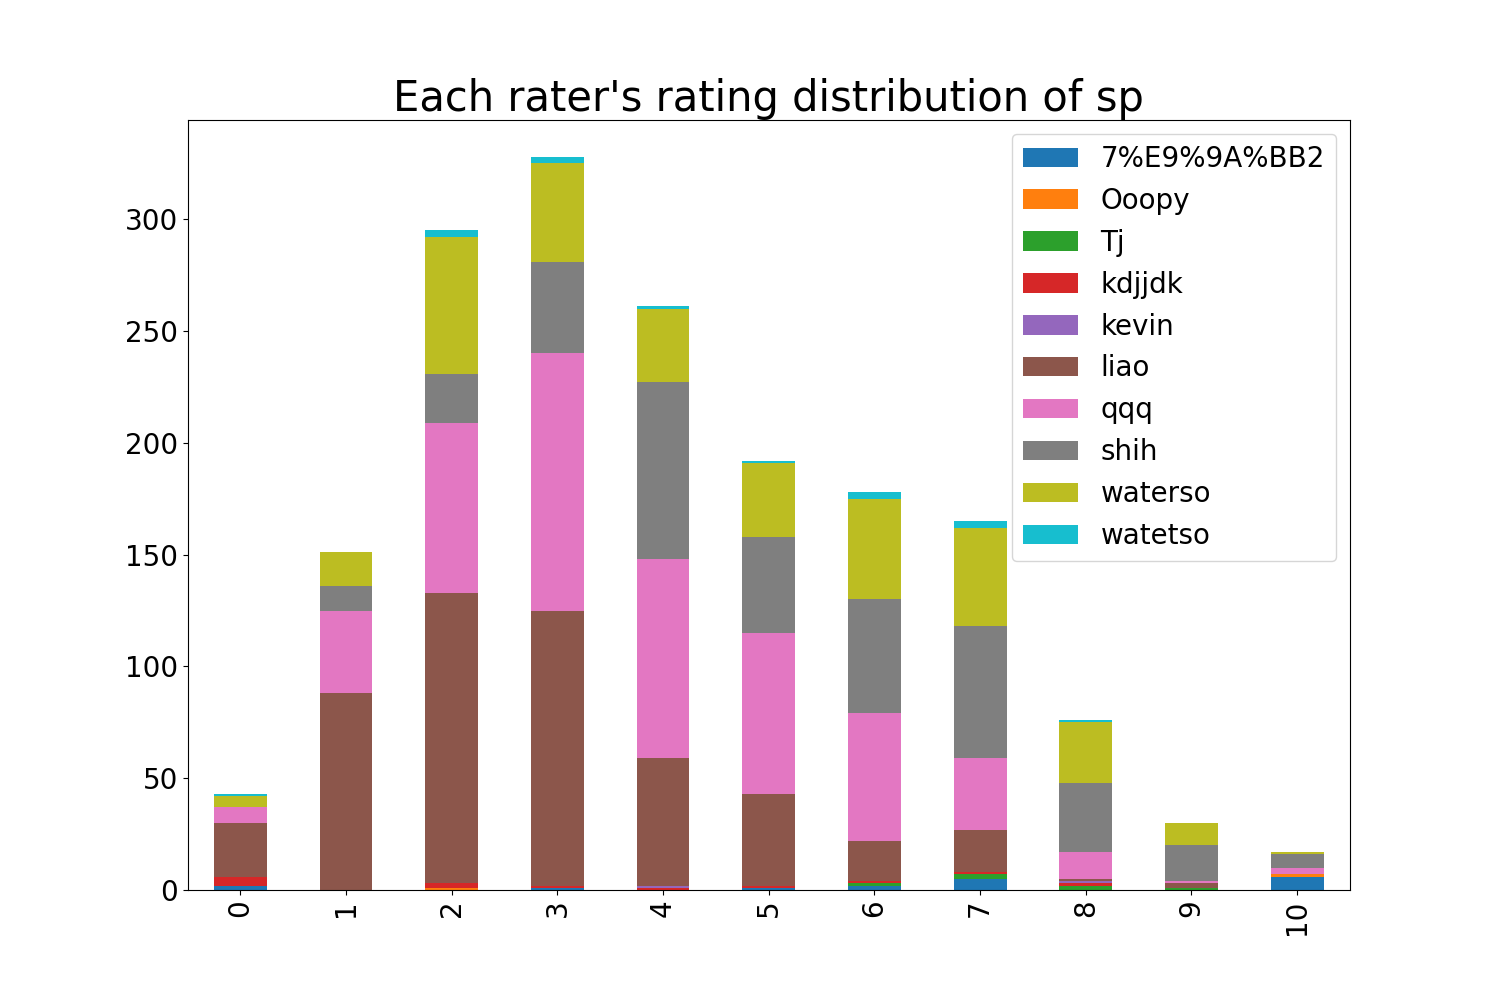 Each rater's rating distribution of sp
300
250
200
150
100
50
0
0 1 2 3 4 5 6 7 8 9 10
7%E9%9A%BB2
Ooopy
Tj
kdjjdk
kevin
liao
qqq
shih
waterso
watetso